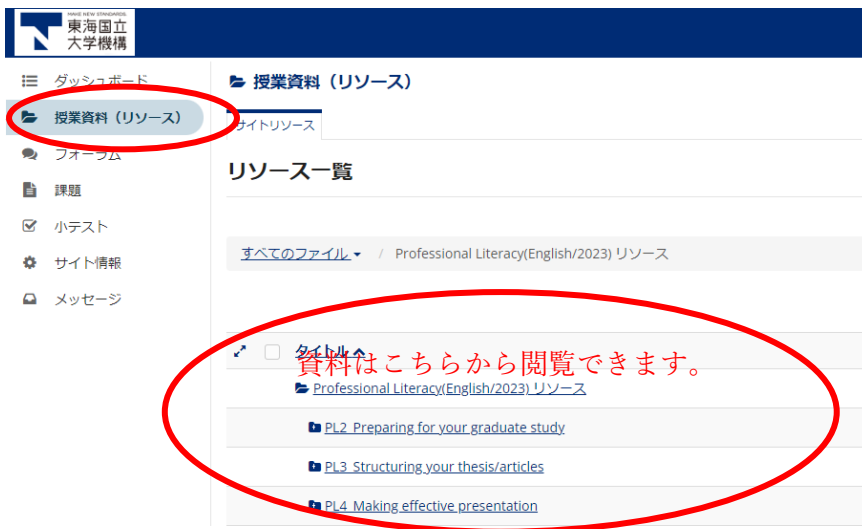 MAKE NEW STANDARDS.
東海国立
大学機構
ダッシュボード
授業資料（リソース）
フォーラム
課題
小テスト
サイト情報
メッセージ
授業資料（リソース）
サイトリソース
リソース一覧
すべてのファイル / Professional Literacy(English/2023) リソース
タイトル
資料はこちらから閲覧できます。
Professional Literacy(English/2023) リソース
PL2 Preparing for your graduate study
PL3 Structuring your thesis/articles
PL4 Making effective presentation